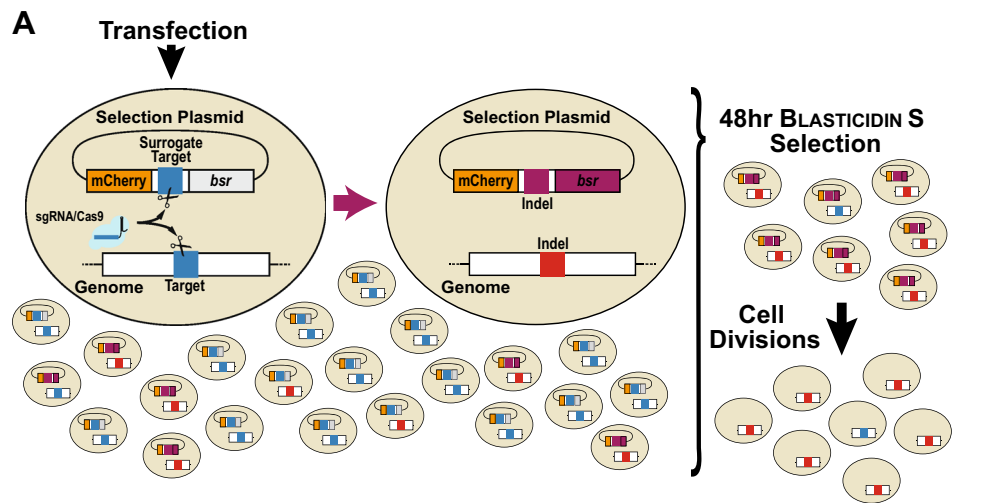 A
Transfection
Selection Plasmid
Surrogate
Target
mCherry
bsr
sgRNA/Cas9
Genome
Target
Selection Plasmid
mCherry
bsr
Indel
Indel
Genome
48hr BLASTICIDIN S
Selection
Cell
Divisions